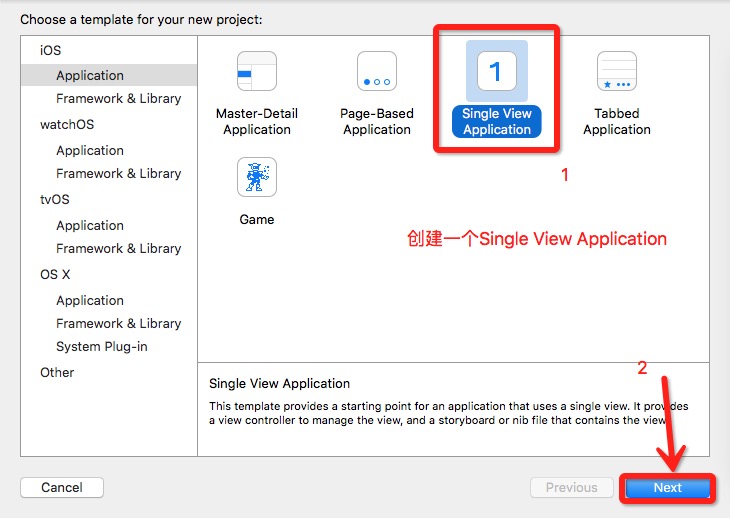 Choose a template for your new project:
iOS
Application
Framework & Library
watchOS
Application
Framework & Library
tvOS
Application
Framework & Library
OS X
Application
Framework & Library
System Plug-in
Other
1
Master-Detail
Application
Page-Based
Application
Single View
Application
Tabbed
Application
1
Game
创建一个Single View Application
2
Single View Application
This template provides a starting point for an application that uses a single view. It provides
a view controller to manage the view, and a storyboard or nib file that contains the view.
Cancel
Previous
Next